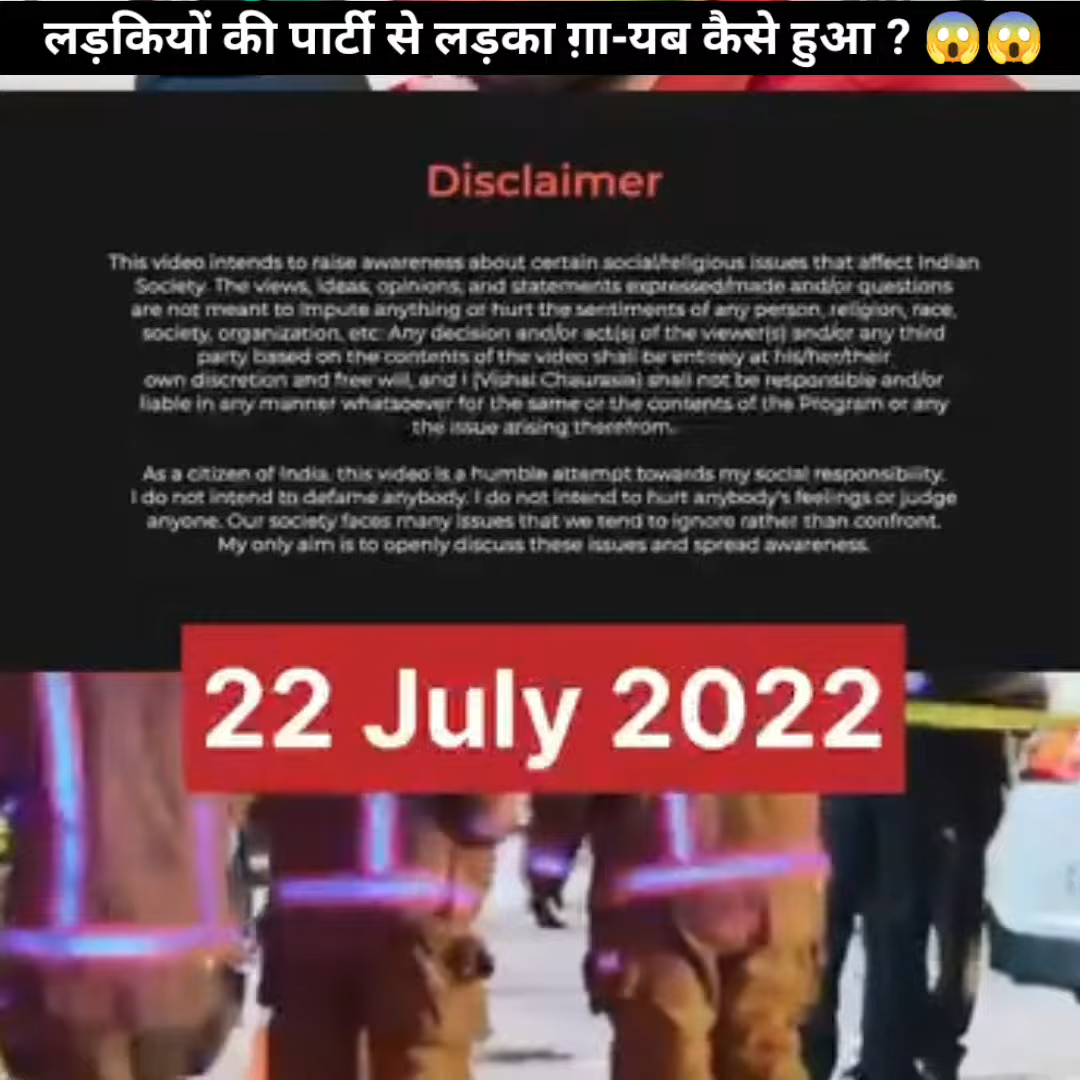 लड़कियों की पार्टी से लड़का ग़ा-यब कैसे हुआ ? 😱😱
Disclaimer
This video intends to raise awareness about certain social/religious issues that affect Indian
Society. The views, ideas, opinions, and statements expressed/made and/or questions
are not meant to impute anything or hurt the sentiments of any person, religion, race,
society, organization, etc. Any decision and/or act(s) of the viewer(s) and/or any third
party based on the contents of the video shall be entirely at his/her/their
own discretion and free will, and I (Vishal Chaurasia) shall not be responsible and/or
liable in any manner whatsoever for the same or the contents of the Program or any
the issue arising therefrom.
As a citizen of India, this video is a humble attempt towards my social responsibility.
I do not intend to defame anybody. I do not intend to hurt anybody's feelings or judge
anyone. Our society faces many issues that we tend to ignore rather than confront.
My only aim is to openly discuss these issues and spread awareness.
22 July 2022